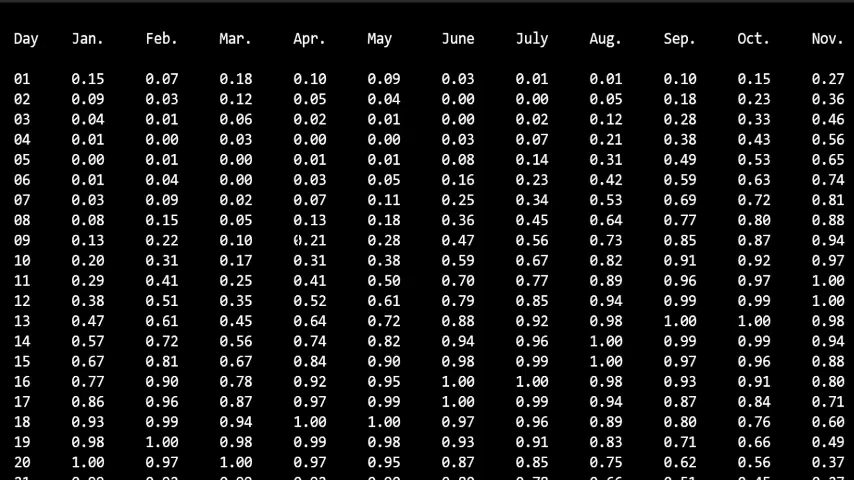 Day Jan. Feb. Mar. Apr. May June July Aug. Sep. Oct. Nov.
01 0.15 0.07 0.18 0.10 0.09 0.03 0.01 0.01 0.10 0.15 0.27
02 0.09 0.03 0.12 0.05 0.04 0.00 0.00 0.05 0.18 0.23 0.36
03 0.04 0.01 0.06 0.02 0.01 0.00 0.02 0.12 0.28 0.33 0.46
04 0.01 0.00 0.03 0.00 0.00 0.03 0.07 0.21 0.38 0.43 0.56
05 0.00 0.01 0.00 0.01 0.01 0.08 0.14 0.31 0.49 0.53 0.65
06 0.01 0.04 0.00 0.03 0.05 0.16 0.23 0.42 0.59 0.63 0.74
07 0.03 0.09 0.02 0.07 0.11 0.25 0.34 0.53 0.69 0.72 0.81
08 0.08 0.15 0.05 0.13 0.18 0.36 0.45 0.64 0.77 0.80 0.88
09 0.13 0.22 0.10 0.21 0.28 0.47 0.56 0.73 0.85 0.87 0.94
10 0.20 0.31 0.17 0.31 0.38 0.59 0.67 0.82 0.91 0.92 0.97
11 0.29 0.41 0.25 0.41 0.50 0.70 0.77 0.89 0.96 0.97 1.00
12 0.38 0.51 0.35 0.52 0.61 0.79 0.85 0.94 0.99 0.99 1.00
13 0.47 0.61 0.45 0.64 0.72 0.88 0.92 0.98 1.00 1.00 0.98
14 0.57 0.72 0.56 0.74 0.82 0.94 0.96 1.00 0.99 0.99 0.94
15 0.67 0.81 0.67 0.84 0.90 0.98 0.99 1.00 0.97 0.96 0.88
16 0.77 0.90 0.78 0.92 0.95 1.00 1.00 0.98 0.93 0.91 0.80
17 0.86 0.96 0.87 0.97 0.99 1.00 0.99 0.94 0.87 0.84 0.71
18 0.93 0.99 0.94 1.00 1.00 0.97 0.96 0.89 0.80 0.76 0.60
19 0.98 1.00 0.98 0.99 0.98 0.93 0.91 0.83 0.71 0.66 0.49
20 1.00 0.97 1.00 0.97 0.95 0.87 0.85 0.75 0.62 0.56 0.37